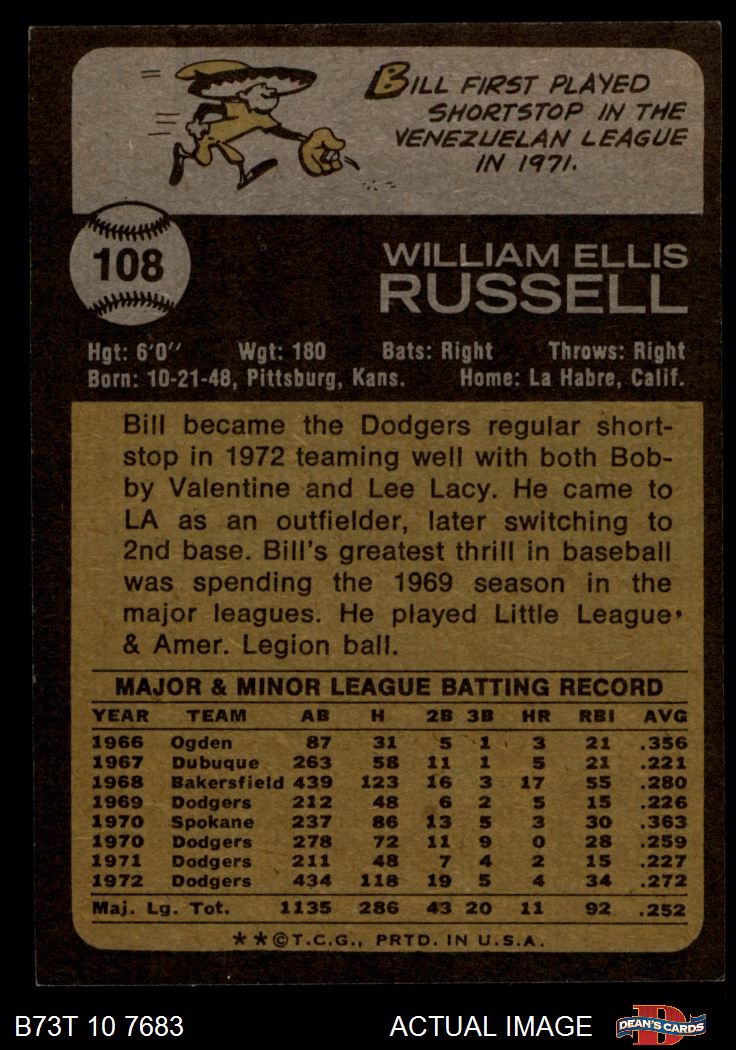 BILL FIRST PLAYED
SHORTSTOP IN THE
VENEZUELAN LEAGUE
IN 1971.
108
WILLIAM ELLIS
RUSSELL
Hgt: 6'0" Wgt: 180 Bats: Right Throws: Right
Born: 10-21-48, Pittsburg, Kans. Home: La Habre, Calif.
Bill became the Dodgers regular short-
stop in 1972 teaming well with both Bob-
by Valentine and Lee Lacy. He came to
LA as an outfielder, later switching to
2nd base. Bill's greatest thrill in baseball
was spending the 1969 season in the
major leagues. He played Little League
& Amer. Legion ball.
MAJOR & MINOR LEAGUE BATTING RECORD
YEAR TEAM AB H 2B 3B HR RBI AVG
1966 Ogden 87 31 5 1 3 21 .356
1967 Dubuque 263 58 11 1 5 21 .221
1968 Bakersfield 439 123 16 3 17 55 .280
1969 Dodgers 212 48 6 2 5 15 .226
1970 Spokane 237 86 13 5 3 30 .363
1970 Dodgers 278 72 11 9 0 28 .259
1971 Dodgers 211 48 7 4 2 15 .227
1972 Dodgers 434 118 19 5 4 34 .272
Maj. Lg. Tot. 1135 286 43 20 11 92 .252
**©T.C.G., PRTD. IN U.S.A.
B73T 10 7683 ACTUAL IMAGE D DEAN'S CARDS